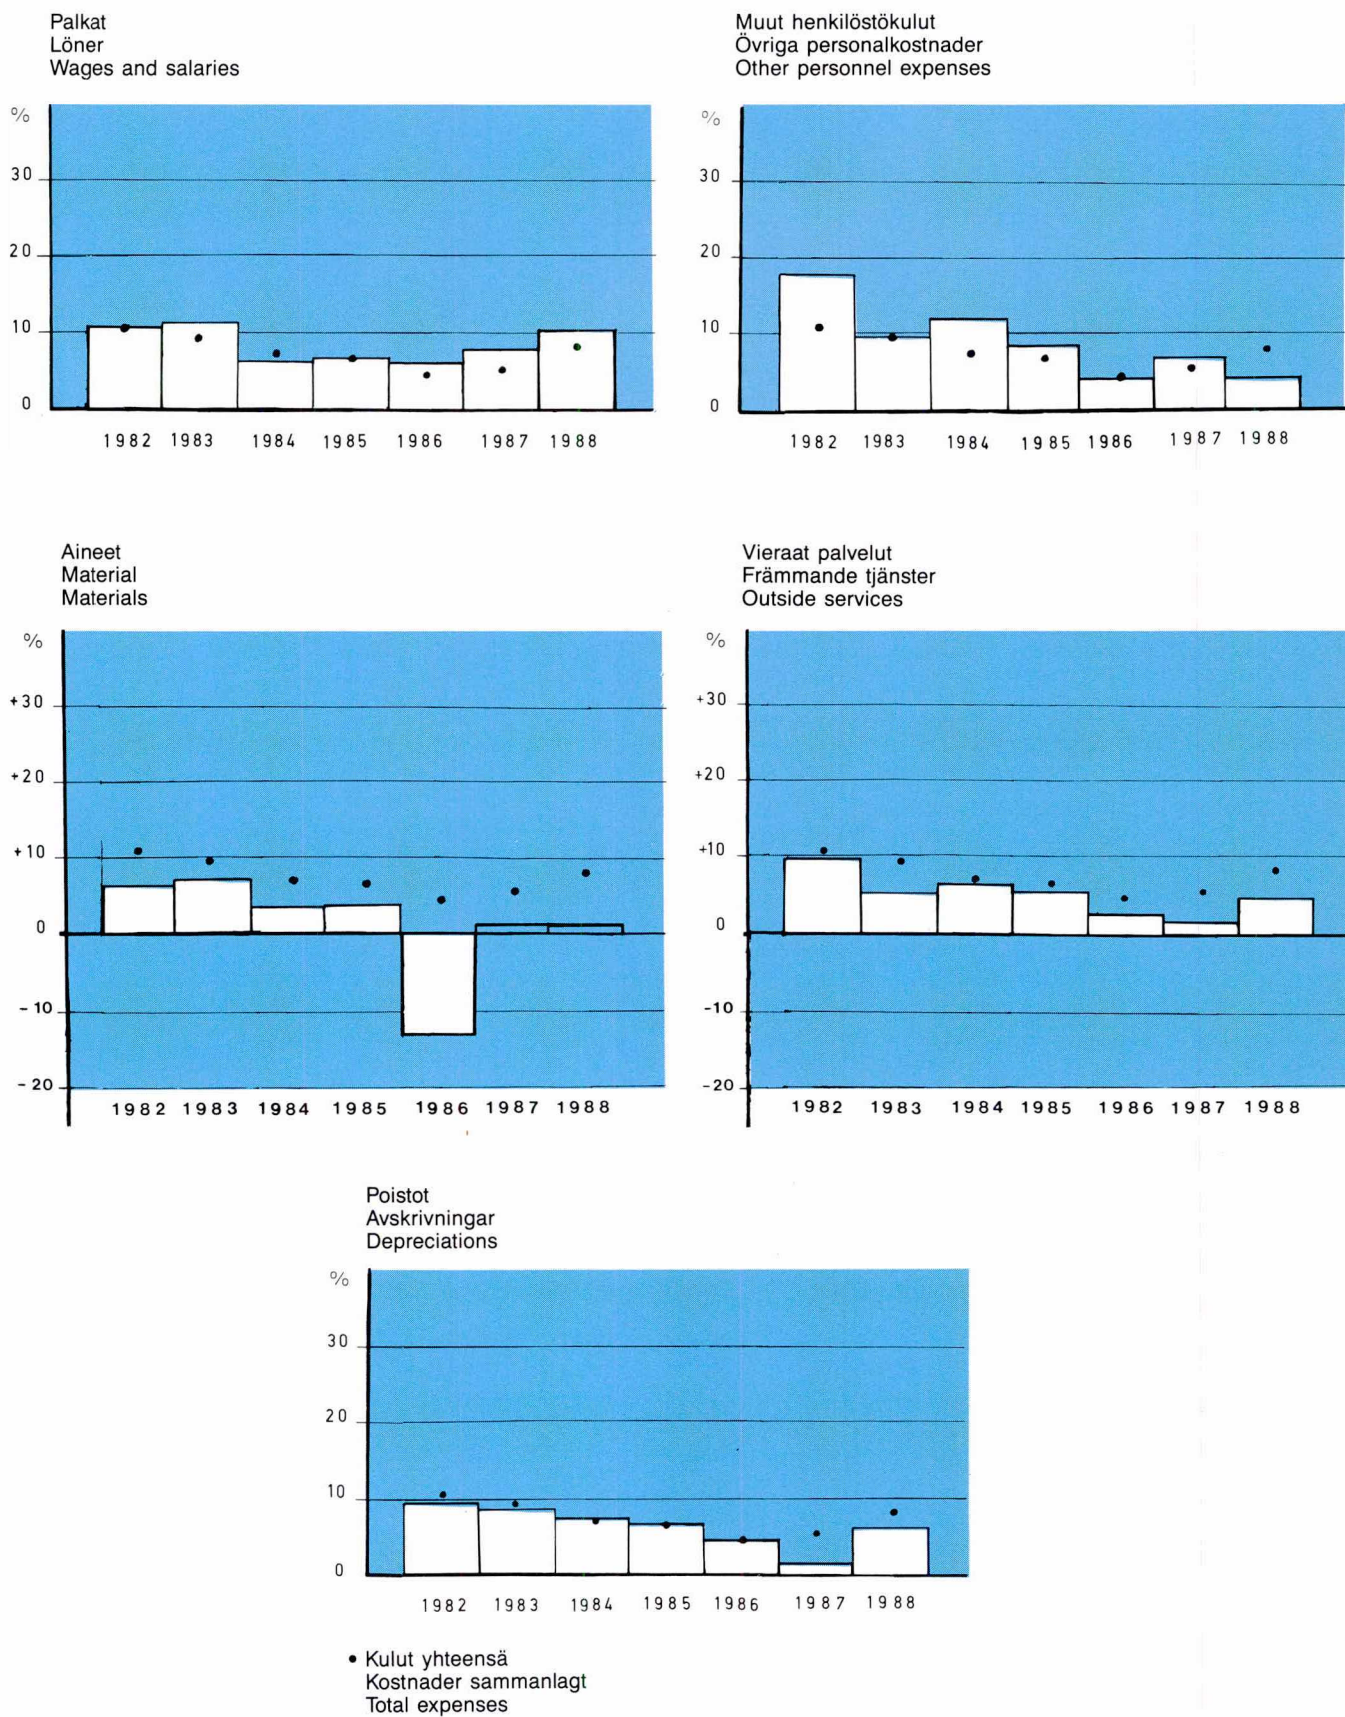 Palkat
Löner
Wages and salaries
%
30
20
10
0
1982 1983 1984 1985 1986 1987 1988
Muut henkilöstökulut
Övriga personalkostnader
Other personnel expenses
%
30
20
10
0
1982 1983 1984 1985 1986 1987 1988
Aineet
Material
Materials
%
+30
+20
+10
0
-10
-20
1982 1983 1984 1985 1986 1987 1988
Vieraat palvelut
Främmande tjänster
Outside services
%
+30
+20
+10
0
-10
-20
1982 1983 1984 1985 1986 1987 1988
Poistot
Avskrivningar
Depreciations
%
30
20
10
0
1982 1983 1984 1985 1986 1987 1988
• Kulut yhteensä
Kostnader sammanlagt
Total expenses